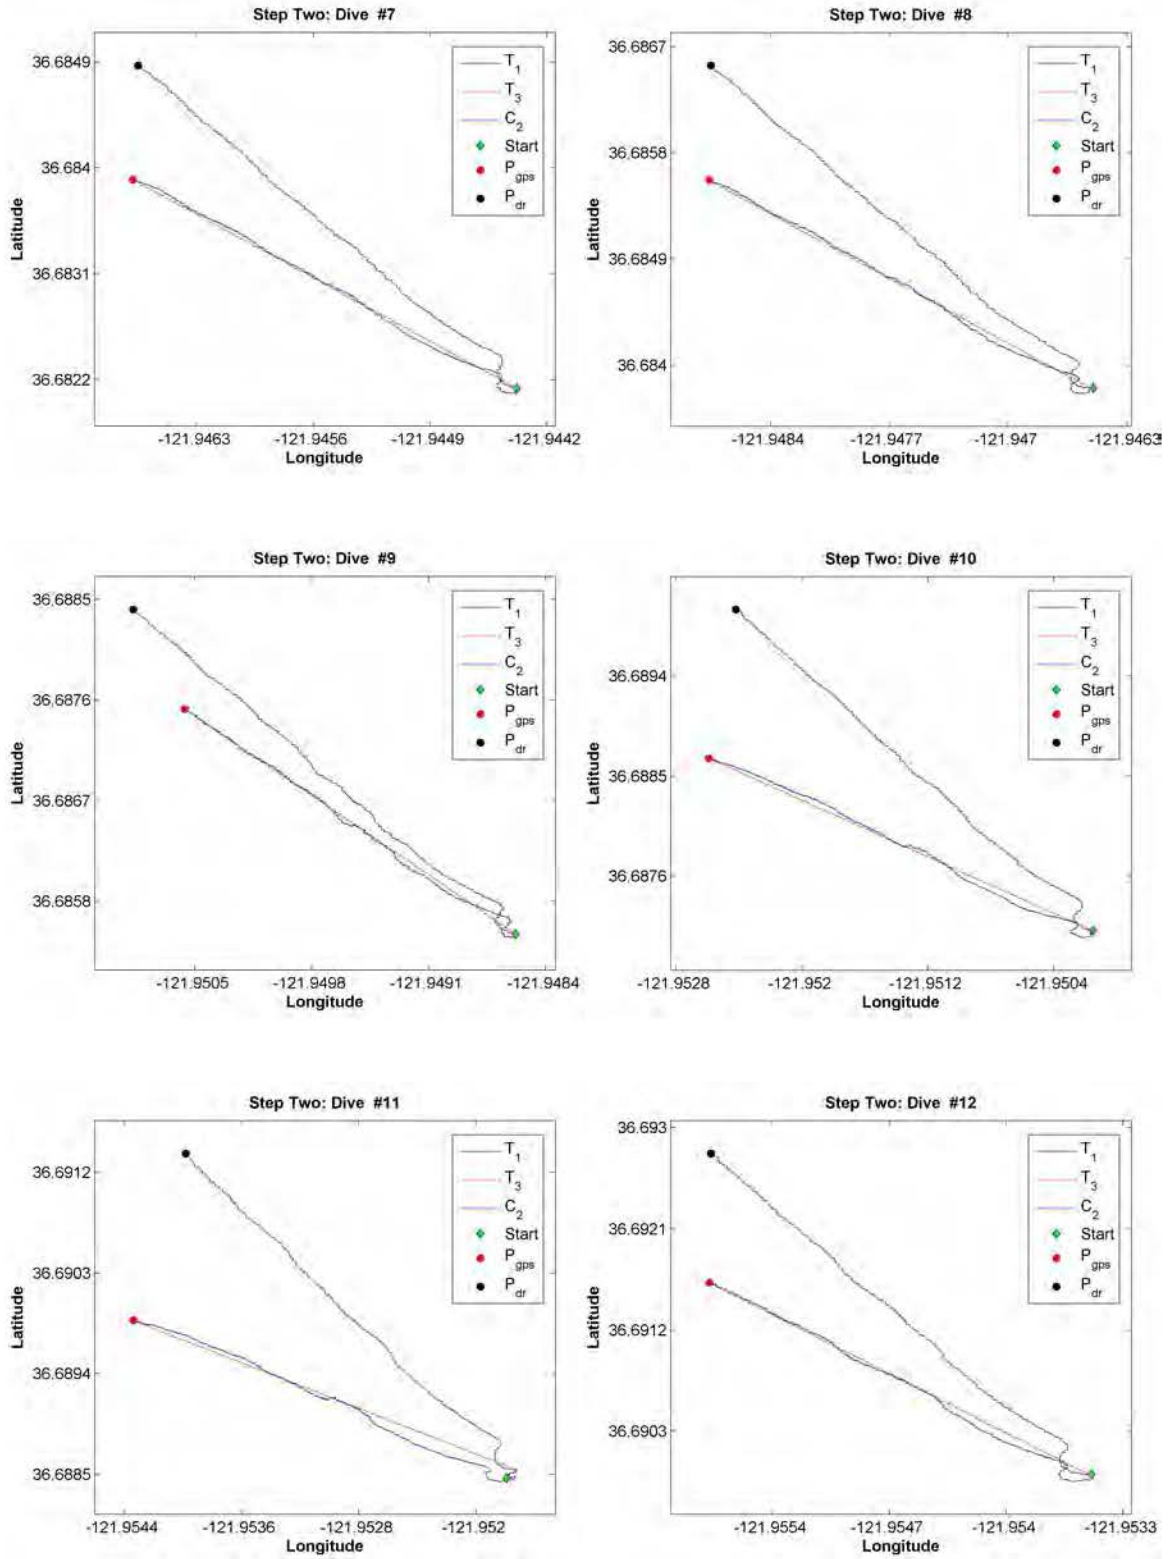 Step Two: Dive #7
36.6849
36.684
36.6831
36.6822
Latitude
-121.9463 -121.9456 -121.9449 -121.9442
Longitude
T1
T3
C2
Start
Pgps
Pdr
Step Two: Dive #8
36.6867
36.6858
36.6849
36.684
Latitude
-121.9484 -121.9477 -121.947 -121.9463
Longitude
T1
T3
C2
Start
Pgps
Pdr
Step Two: Dive #9
36.6885
36.6876
36.6867
36.6858
Latitude
-121.9505 -121.9498 -121.9491 -121.9484
Longitude
T1
T3
C2
Start
Pgps
Pdr
Step Two: Dive #10
36.6894
36.6885
36.6876
Latitude
-121.9528 -121.952 -121.9512 -121.9504
Longitude
T1
T3
C2
Start
Pgps
Pdr
Step Two: Dive #11
36.6912
36.6903
36.6894
36.6885
Latitude
-121.9544 -121.9536 -121.9528 -121.952
Longitude
T1
T3
C2
Start
Pgps
Pdr
Step Two: Dive #12
36.693
36.6921
36.6912
36.6903
Latitude
-121.9554 -121.9547 -121.954 -121.9533
Longitude
T1
T3
C2
Start
Pgps
Pdr